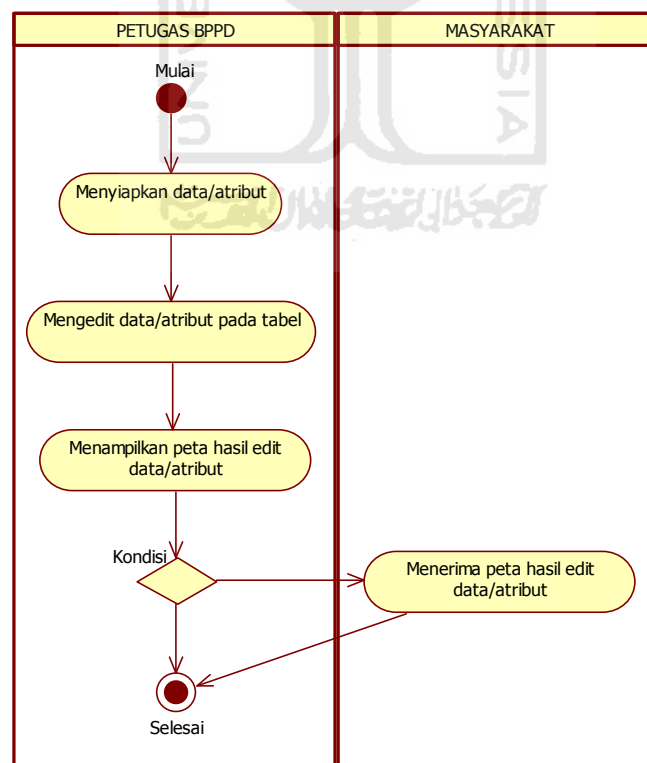 PETUGAS BPPD
MASYARAKAT
Mulai
Menyiapkan data/atribut
Mengedit data/atribut pada tabel
Menampilkan peta hasil edit
data/atribut
Kondisi
Menerima peta hasil edit
data/atribut
Selesai